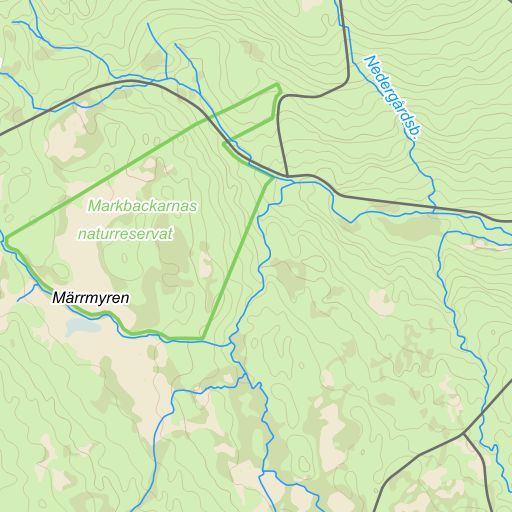 Nedergårdsb.
Markbackarnas
naturreservat
Märrmyren